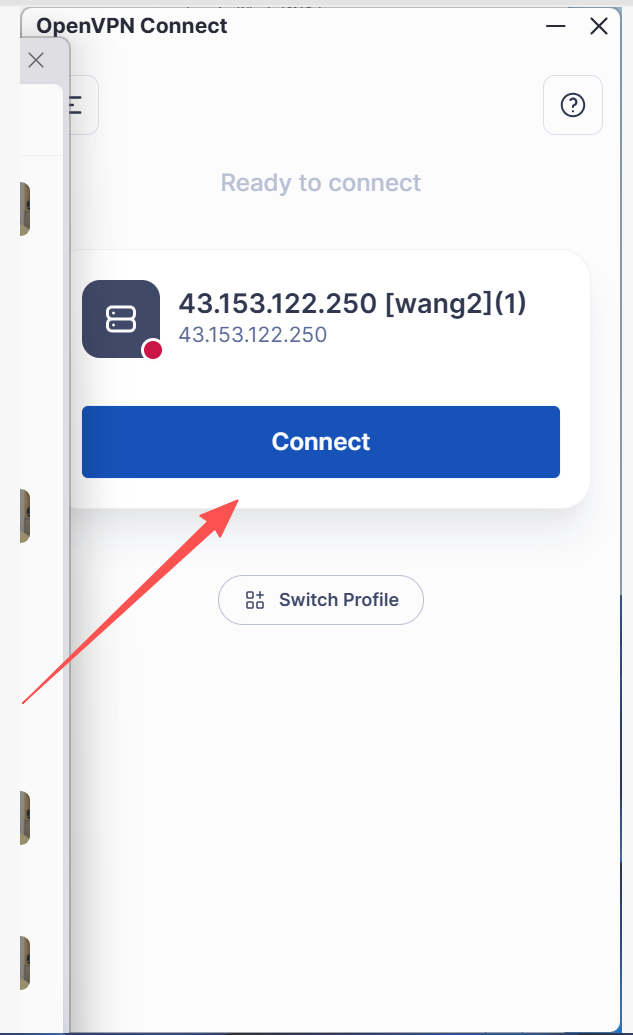 OpenVPN Connect
Ready to connect
43.153.122.250 [wang2](1)
43.153.122.250
Connect
Switch Profile